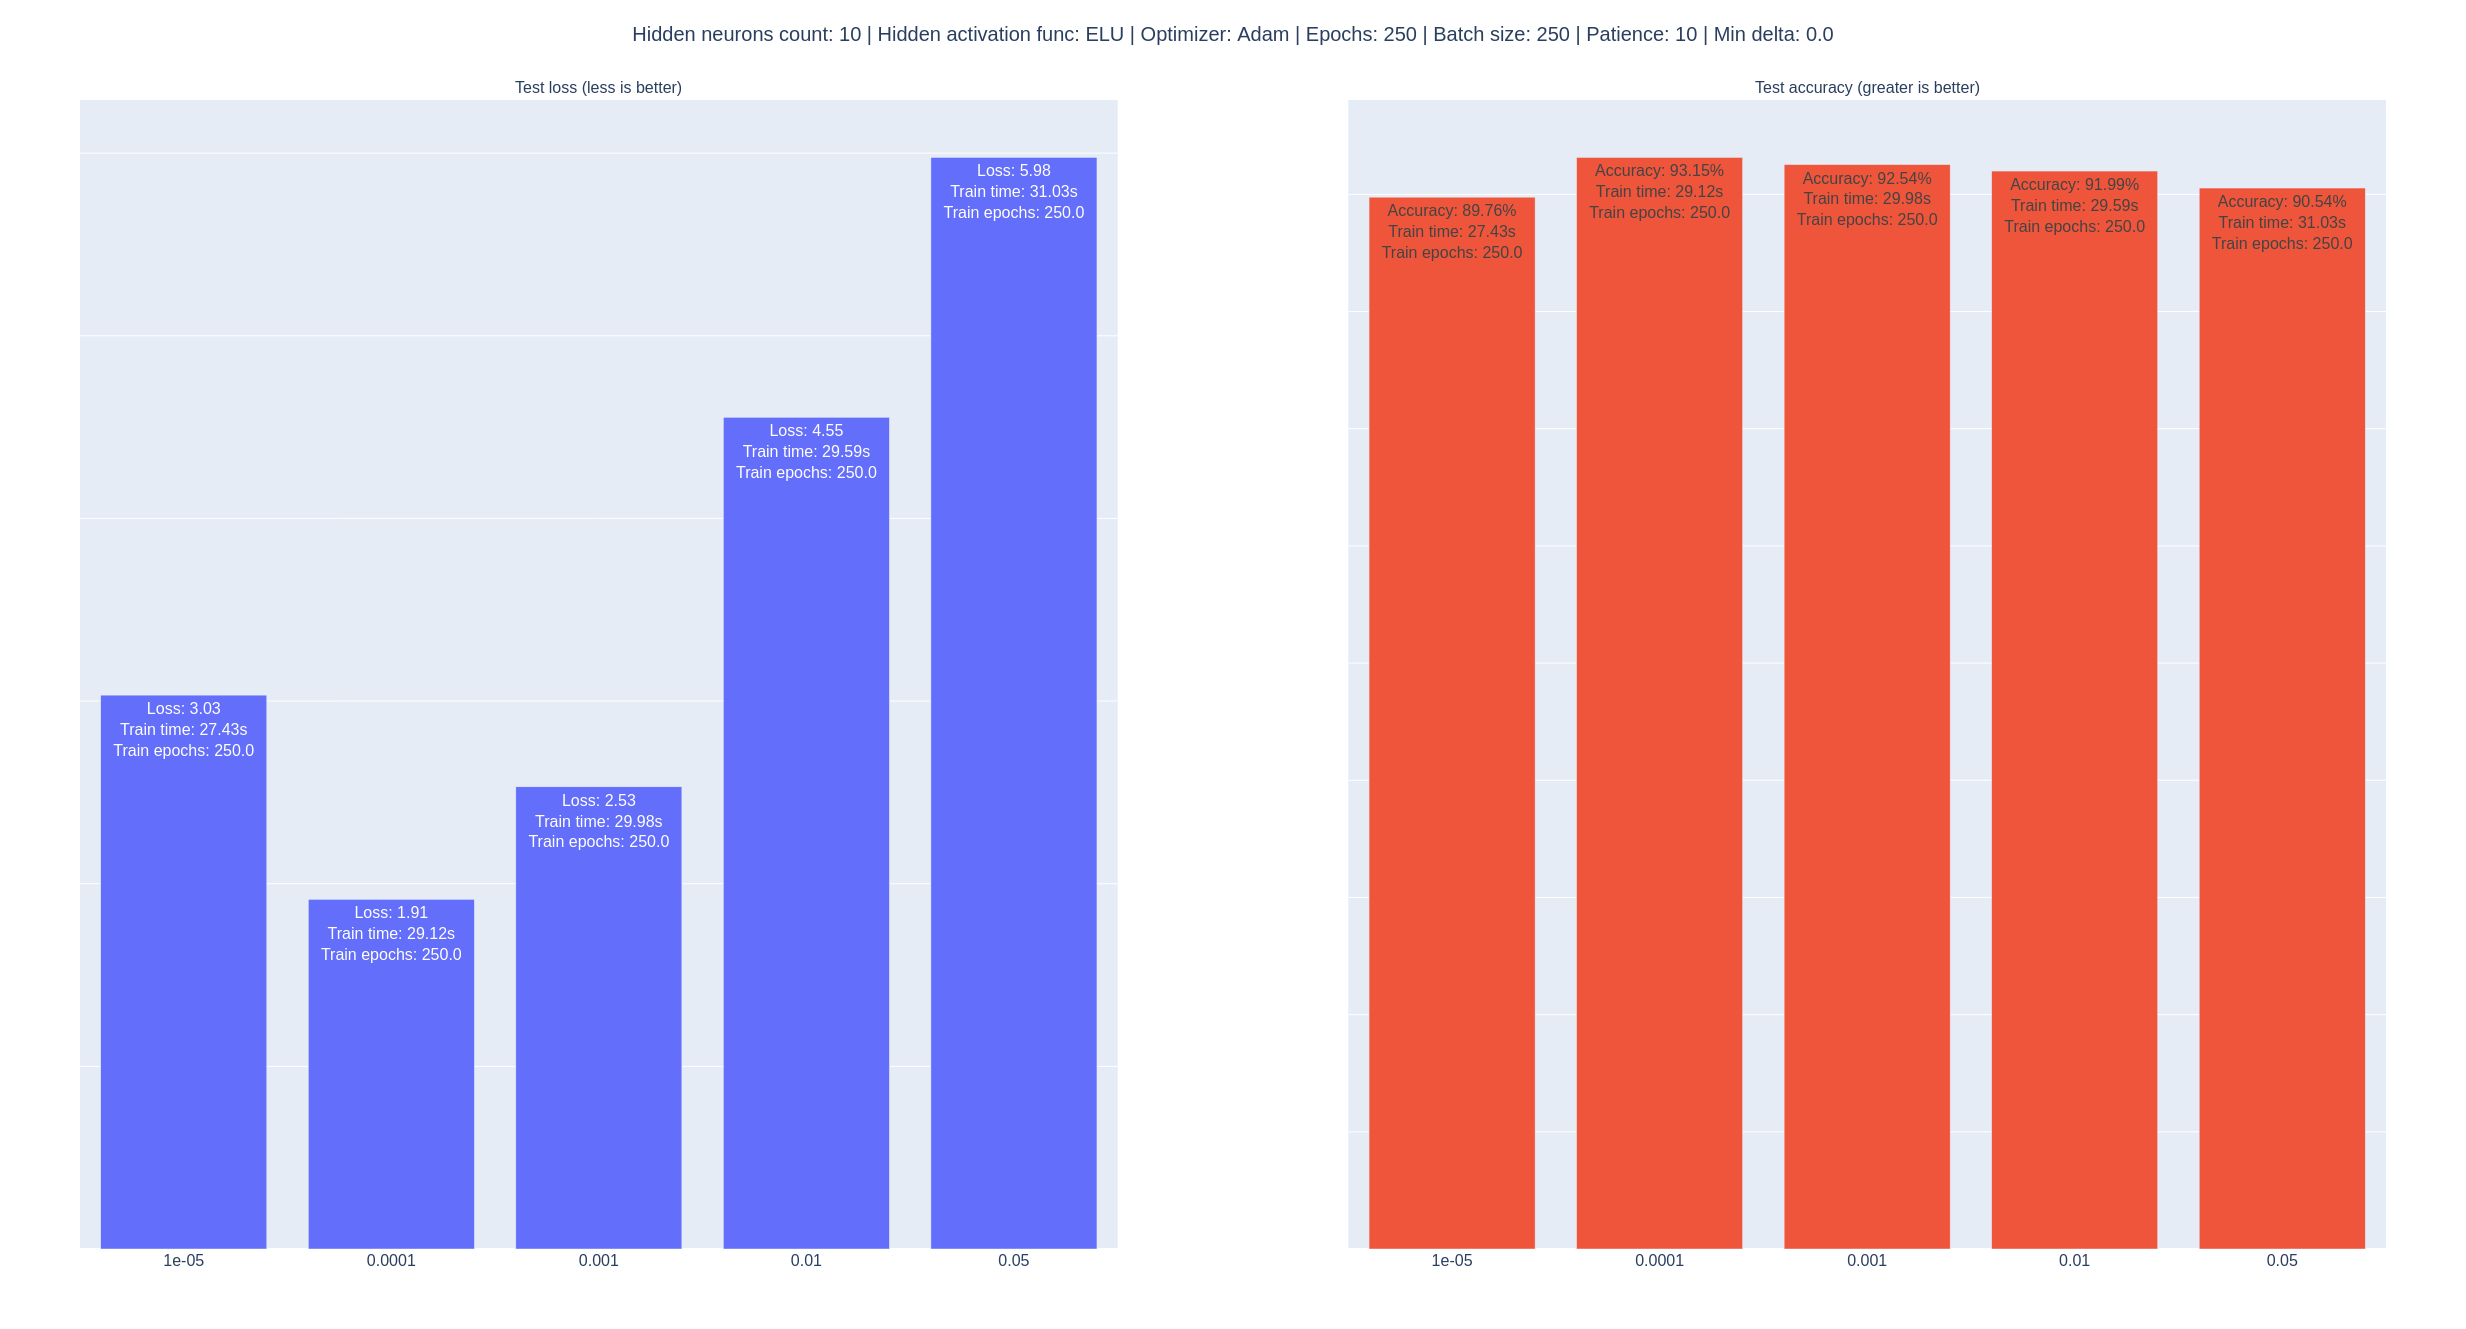 Hidden neurons count: 10 | Hidden activation func: ELU | Optimizer: Adam | Epochs: 250 | Batch size: 250 | Patience: 10 | Min delta: 0.0
Test loss (less is better)
Loss: 3.03
Train time: 27.43s
Train epochs: 250.0
Loss: 1.91
Train time: 29.12s
Train epochs: 250.0
Loss: 2.53
Train time: 29.98s
Train epochs: 250.0
Loss: 4.55
Train time: 29.59s
Train epochs: 250.0
Loss: 5.98
Train time: 31.03s
Train epochs: 250.0
1e-05
0.0001
0.001
0.01
0.05
Test accuracy (greater is better)
Accuracy: 89.76%
Train time: 27.43s
Train epochs: 250.0
Accuracy: 93.15%
Train time: 29.12s
Train epochs: 250.0
Accuracy: 92.54%
Train time: 29.98s
Train epochs: 250.0
Accuracy: 91.99%
Train time: 29.59s
Train epochs: 250.0
Accuracy: 90.54%
Train time: 31.03s
Train epochs: 250.0
1e-05
0.0001
0.001
0.01
0.05